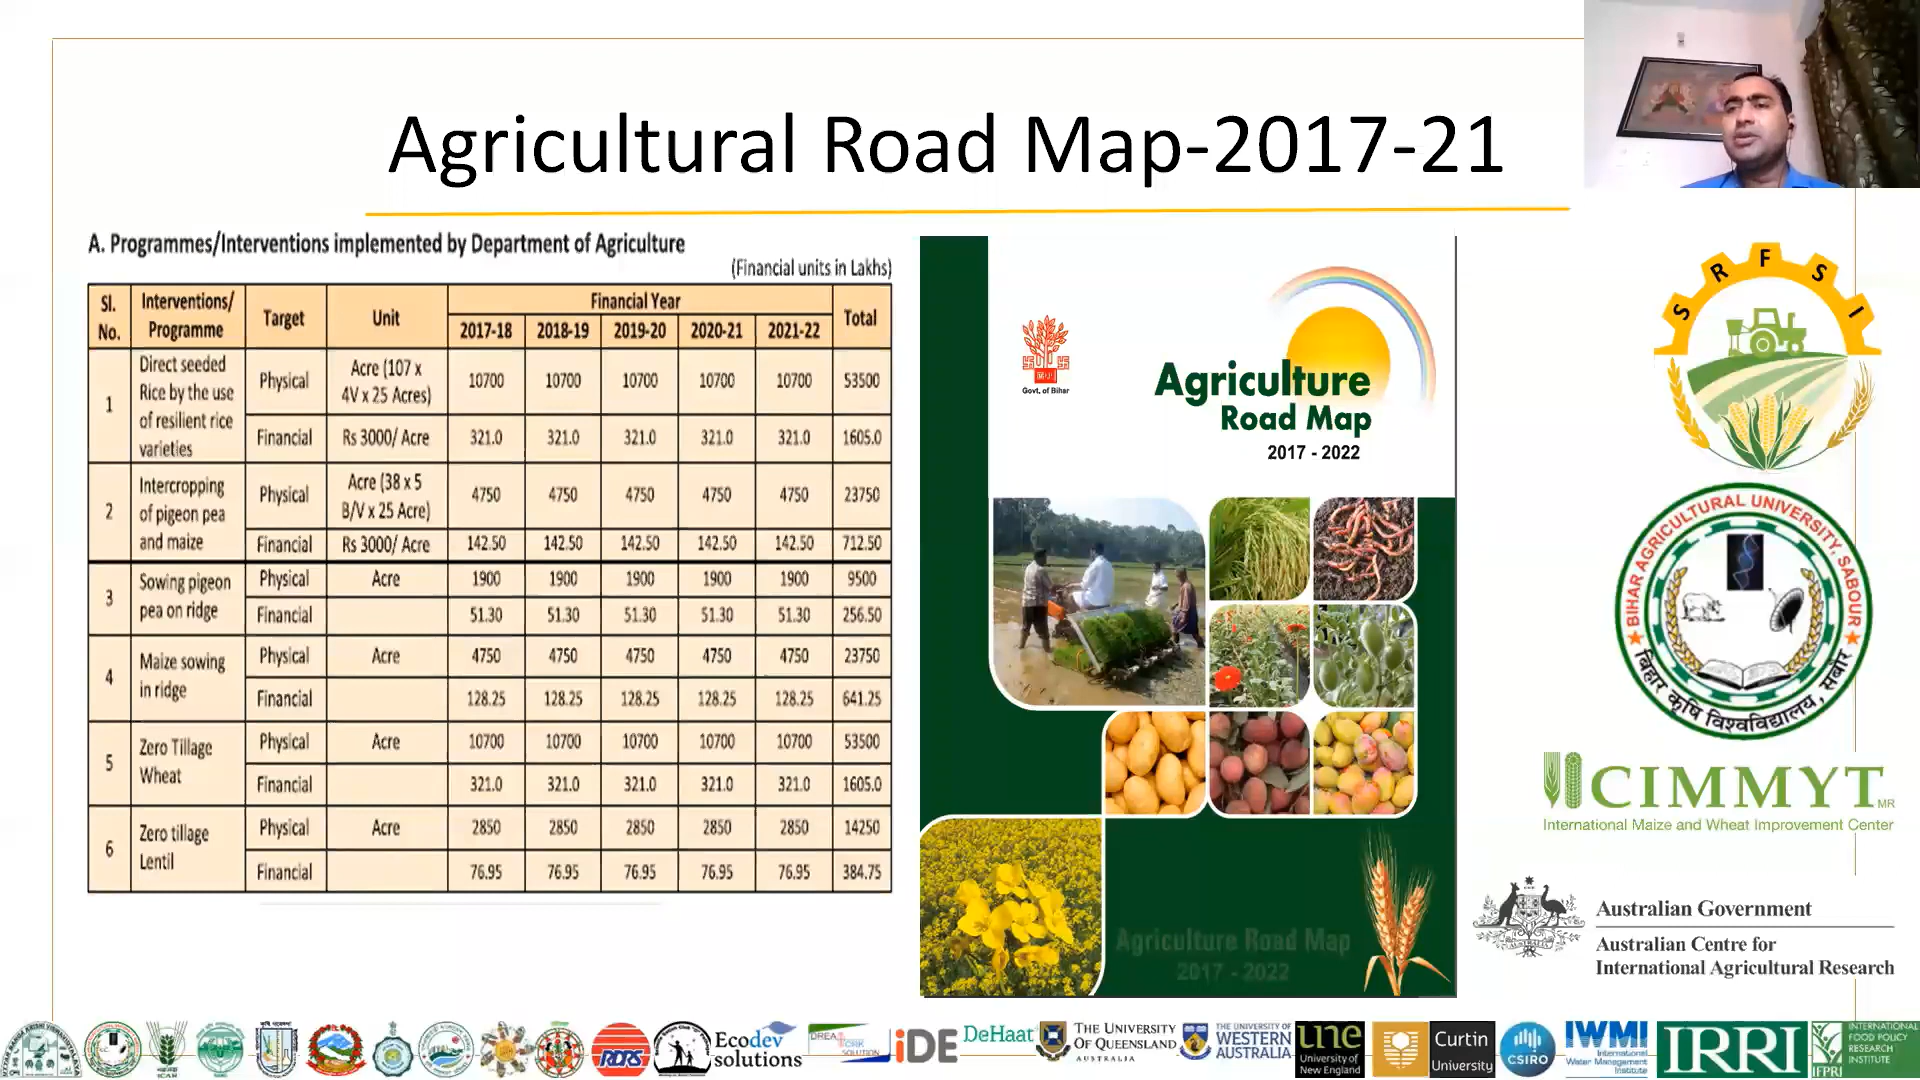 Agricultural Road Map-2017-21
A. Programmes/Interventions implemented by Department of Agriculture
(Financial units in Lakhs)
Sl. No. Interventions/ Programme Target Unit Financial Year Total
2017-18 2018-19 2019-20 2020-21 2021-22
1 Direct seeded Rice by the use of resilient rice varieties Physical Acre (107 x 4V x 25 Acres) 10700 10700 10700 10700 10700 53500
Financial Rs 3000/ Acre 321.0 321.0 321.0 321.0 321.0 1605.0
2 Intercropping of pigeon pea and maize Physical Acre (38 x 5 B/V x 25 Acre) 4750 4750 4750 4750 4750 23750
Financial Rs 3000/ Acre 142.50 142.50 142.50 142.50 142.50 712.50
3 Sowing pigeon pea on ridge Physical Acre 1900 1900 1900 1900 1900 9500
Financial 51.30 51.30 51.30 51.30 51.30 256.50
4 Maize sowing in ridge Physical Acre 4750 4750 4750 4750 4750 23750
Financial 128.25 128.25 128.25 128.25 128.25 641.25
5 Zero Tillage Wheat Physical Acre 10700 10700 10700 10700 10700 53500
Financial 321.0 321.0 321.0 321.0 321.0 1605.0
6 Zero tillage Lentil Physical Acre 2850 2850 2850 2850 2850 14250
Financial 76.95 76.95 76.95 76.95 76.95 384.75
Govt. of Bihar
Agriculture
Road Map
2017 - 2022
Agriculture Road Map
2017 - 2022
S R F S I
BIHAR AGRICULTURAL UNIVERSITY, SABOUR
बिहार कृषि विश्वविद्यालय, सबौर
CIMMYT MR
International Maize and Wheat Improvement Center
Australian Government
Australian Centre for
International Agricultural Research
ICAR
RDRS
Ecodev
solutions
iDE
DeHaat
THE UNIVERSITY
OF QUEENSLAND
AUSTRALIA
THE UNIVERSITY OF
WESTERN
AUSTRALIA
une
University of
New England
Curtin
University
CSIRO
IWMI
International
Water Management
Institute
IRRI
INTERNATIONAL
FOOD POLICY
RESEARCH
INSTITUTE
IFPRI